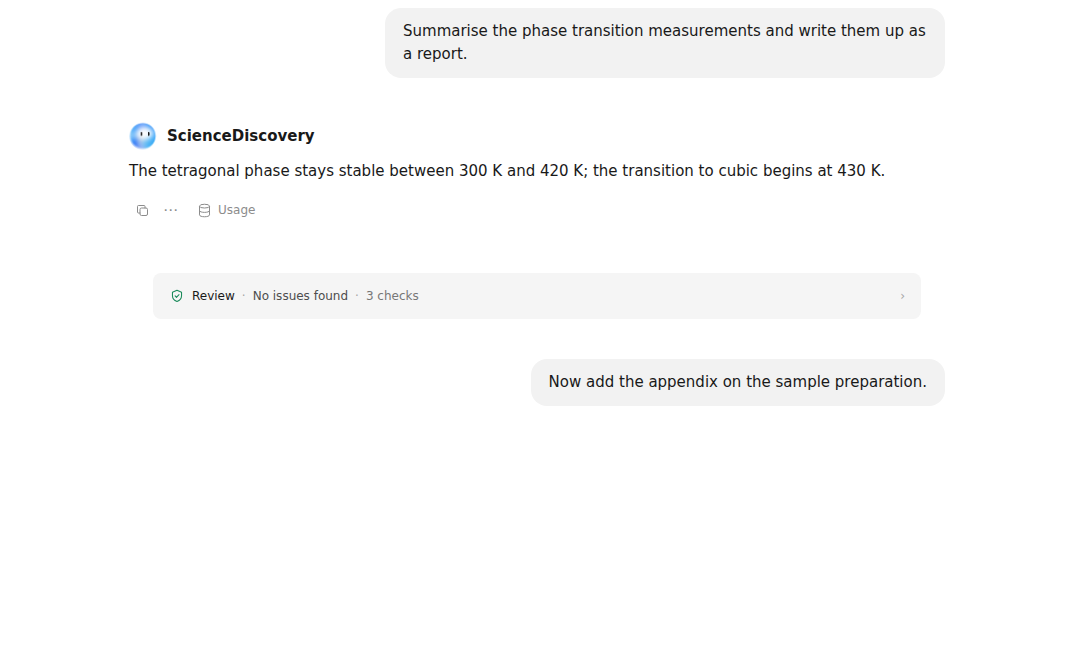 Summarise the phase transition measurements and write them up as
a report.
ScienceDiscovery
The tetragonal phase stays stable between 300 K and 420 K; the transition to cubic begins at 430 K.
Usage
Review · No issues found · 3 checks
Now add the appendix on the sample preparation.